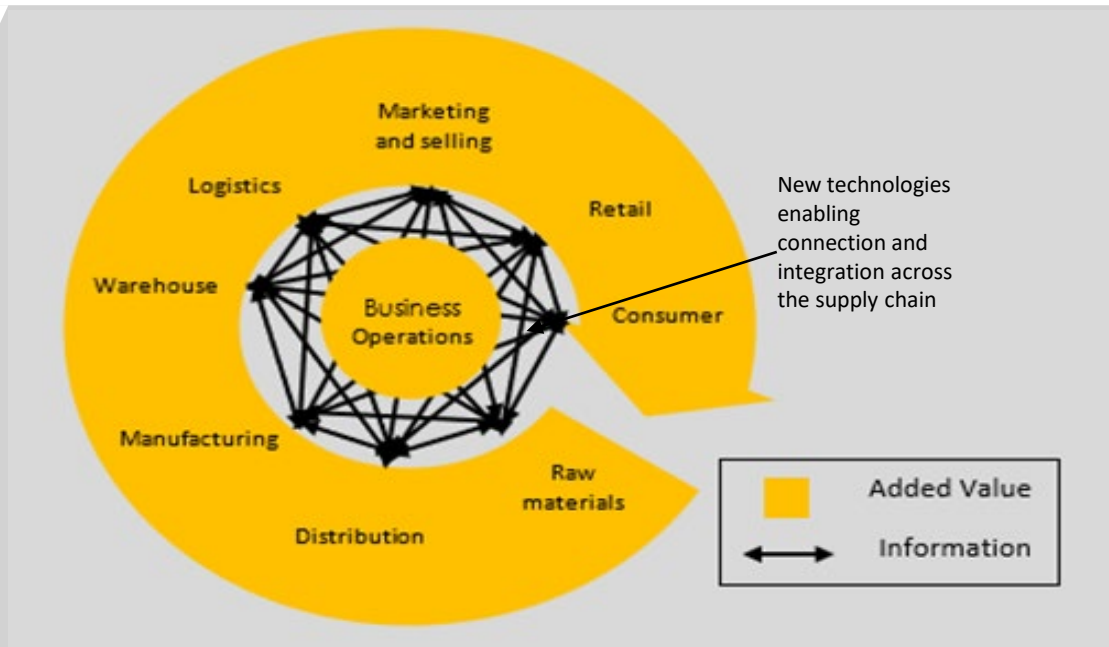 Marketing
and selling
Logistics
Retail
New technologies
enabling
connection and
integration across
the supply chain
Warehouse
Business
Operations
Consumer
Manufacturing
Raw
materials
Distribution
Added Value
Information